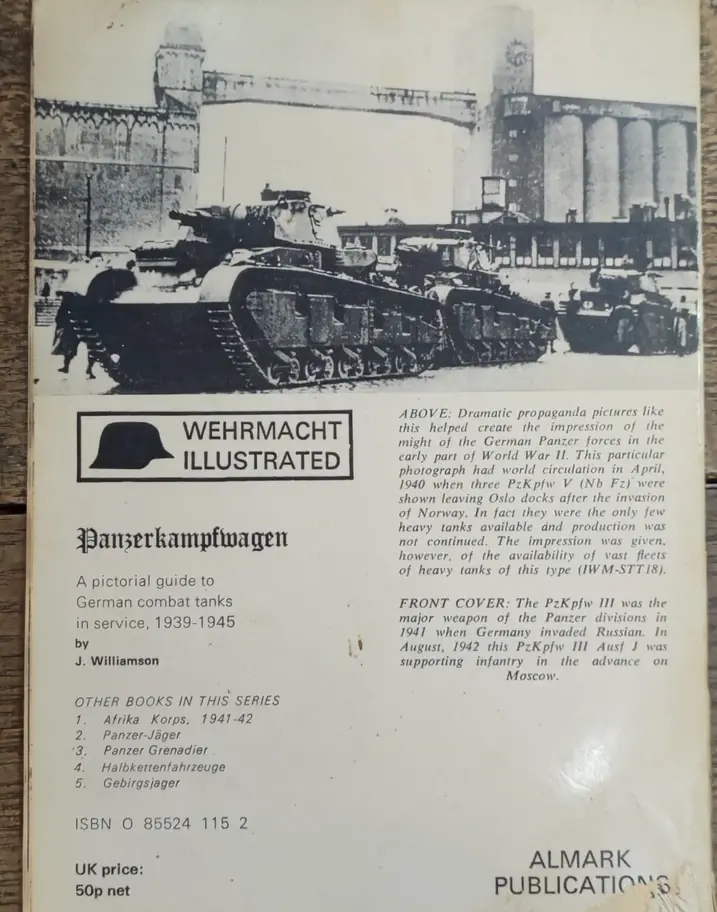 WEHRMACHT
ILLUSTRATED
Panzerkampfwagen
A pictorial guide to
German combat tanks
in service, 1939-1945
by
J. Williamson
OTHER BOOKS IN THIS SERIES
1. Afrika Korps, 1941-42
2. Panzer-Jäger
3. Panzer Grenadier
4. Halbkettenfahrzeuge
5. Gebirgsjager
ISBN 0 85524 115 2
UK price:
50p net
ABOVE: Dramatic propaganda pictures like
this helped create the impression of the
might of the German Panzer forces in the
early part of World War II. This particular
photograph had world circulation in April,
1940 when three PzKpfw V (Nb Fz) were
shown leaving Oslo docks after the invasion
of Norway. In fact they were the only few
heavy tanks available and production was
not continued. The impression was given,
however, of the availability of vast fleets
of heavy tanks of this type (IWM-STT18).
FRONT COVER: The PzKpfw III was the
major weapon of the Panzer divisions in
1941 when Germany invaded Russian. In
August, 1942 this PzKpfw III Ausf J was
supporting infantry in the advance on
Moscow.
ALMARK
PUBLICATIONS